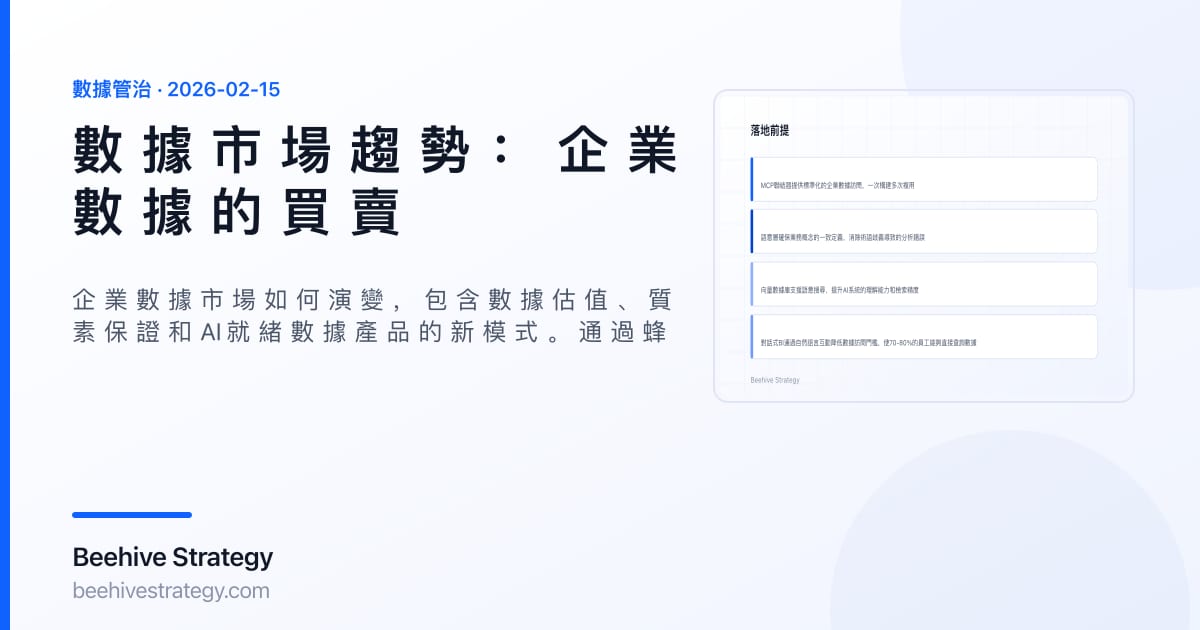 數據管治 · 2026-02-15
數據市場趨勢： 企業
數據的買賣
企業數據市場如何演變，包含數據估值、質
素保證和AI就緒數據產品的新模式。通過蜂
落地前提
MCP聯結器提供標準化的企業數據訪問，一次構建多次複用
語意層確保業務概念的一致定義，消除術語歧義導致的分析錯誤
向量數據庫支援語意搜尋，提升AI系統的理解能力和檢索精度
對話式BI通過自然語言互動降低數據訪問門檻，使70-80%的員工能夠直接查詢數據
Beehive Strategy
Beehive Strategy
beehivestrategy.com